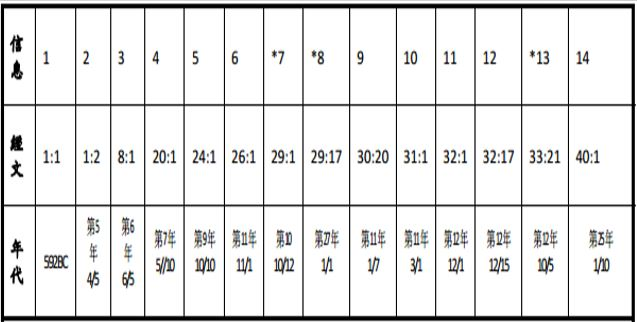 信息 1 2 3 4 5 6 *7 *8 9 10 11 12 *13 14
經文 1:1 1:2 8:1 20:1 24:1 26:1 29:1 29:17 30:20 31:1 32:1 32:17 33:21 40:1
年代 592BC 第5年 4/5 第6年 6/5 第7年 5//10 第9年 10/10 第11年 11/1 第10 10/12 第27年 1/1 第11年 1/7 第11年 3/1 第12年 12/1 第12年 12/15 第12年 10/5 第25年 1/10